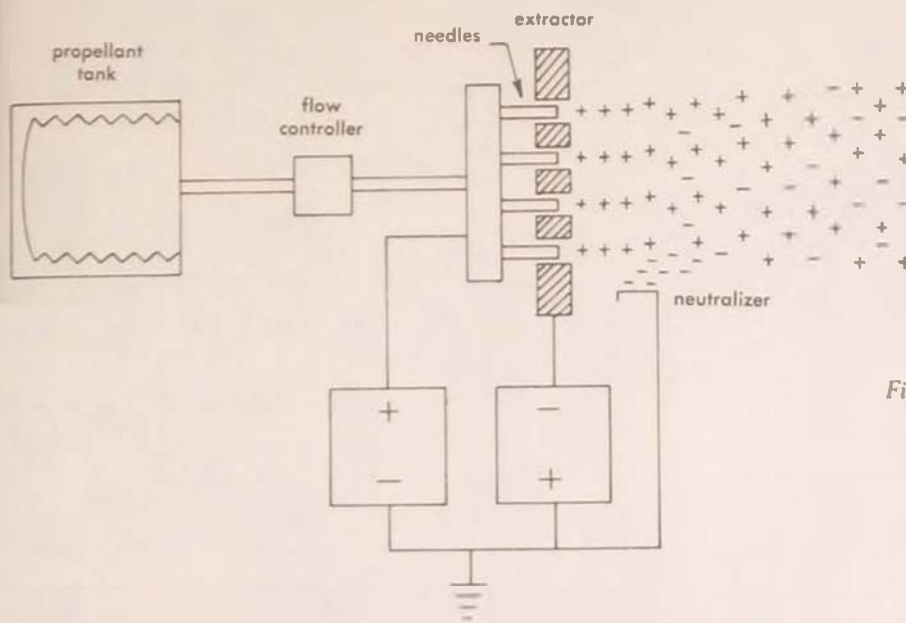 extractor
needles
propellant
tank
flow
controller
neutralizer
Fi
+
−
−
+